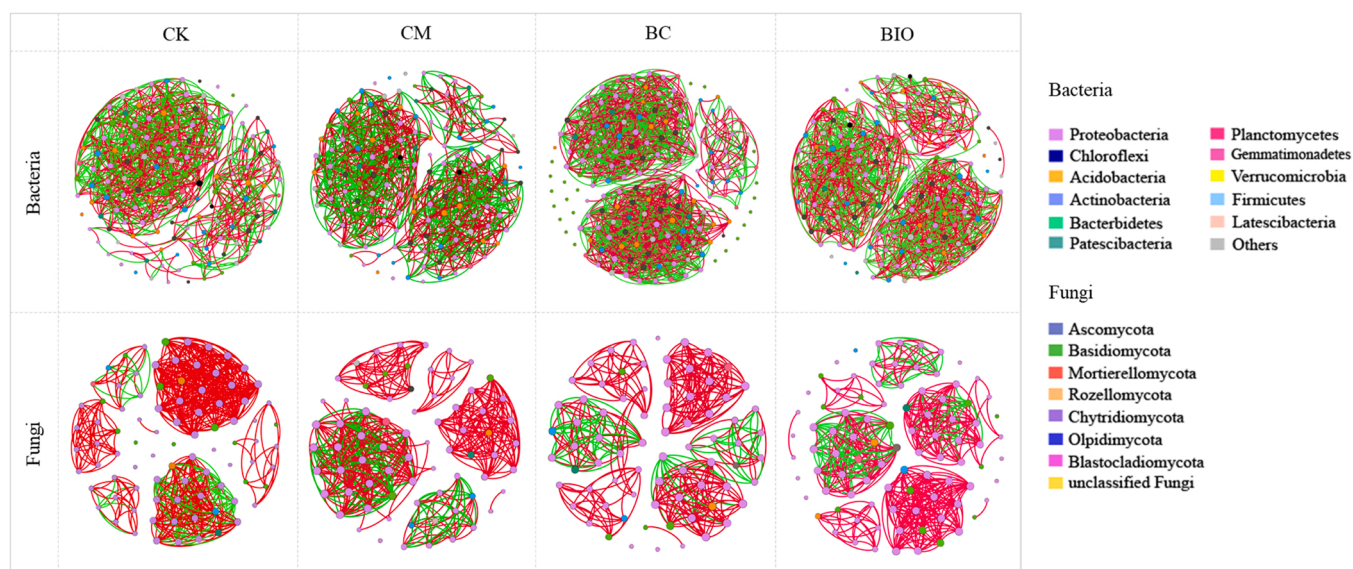 CK CM BC BIO
Bacteria
Fungi
Bacteria
Proteobacteria Planctomycetes
Chloroflexi Gemmatimonadetes
Acidobacteria Verrucomicrobia
Actinobacteria Firmicutes
Bacterbidetes Latescibacteria
Patescibacteria Others
Fungi
Ascomycota
Basidiomycota
Mortierellomycota
Rozellomycota
Chytridiomycota
Olpidimycota
Blastocladiomycota
unclassified Fungi